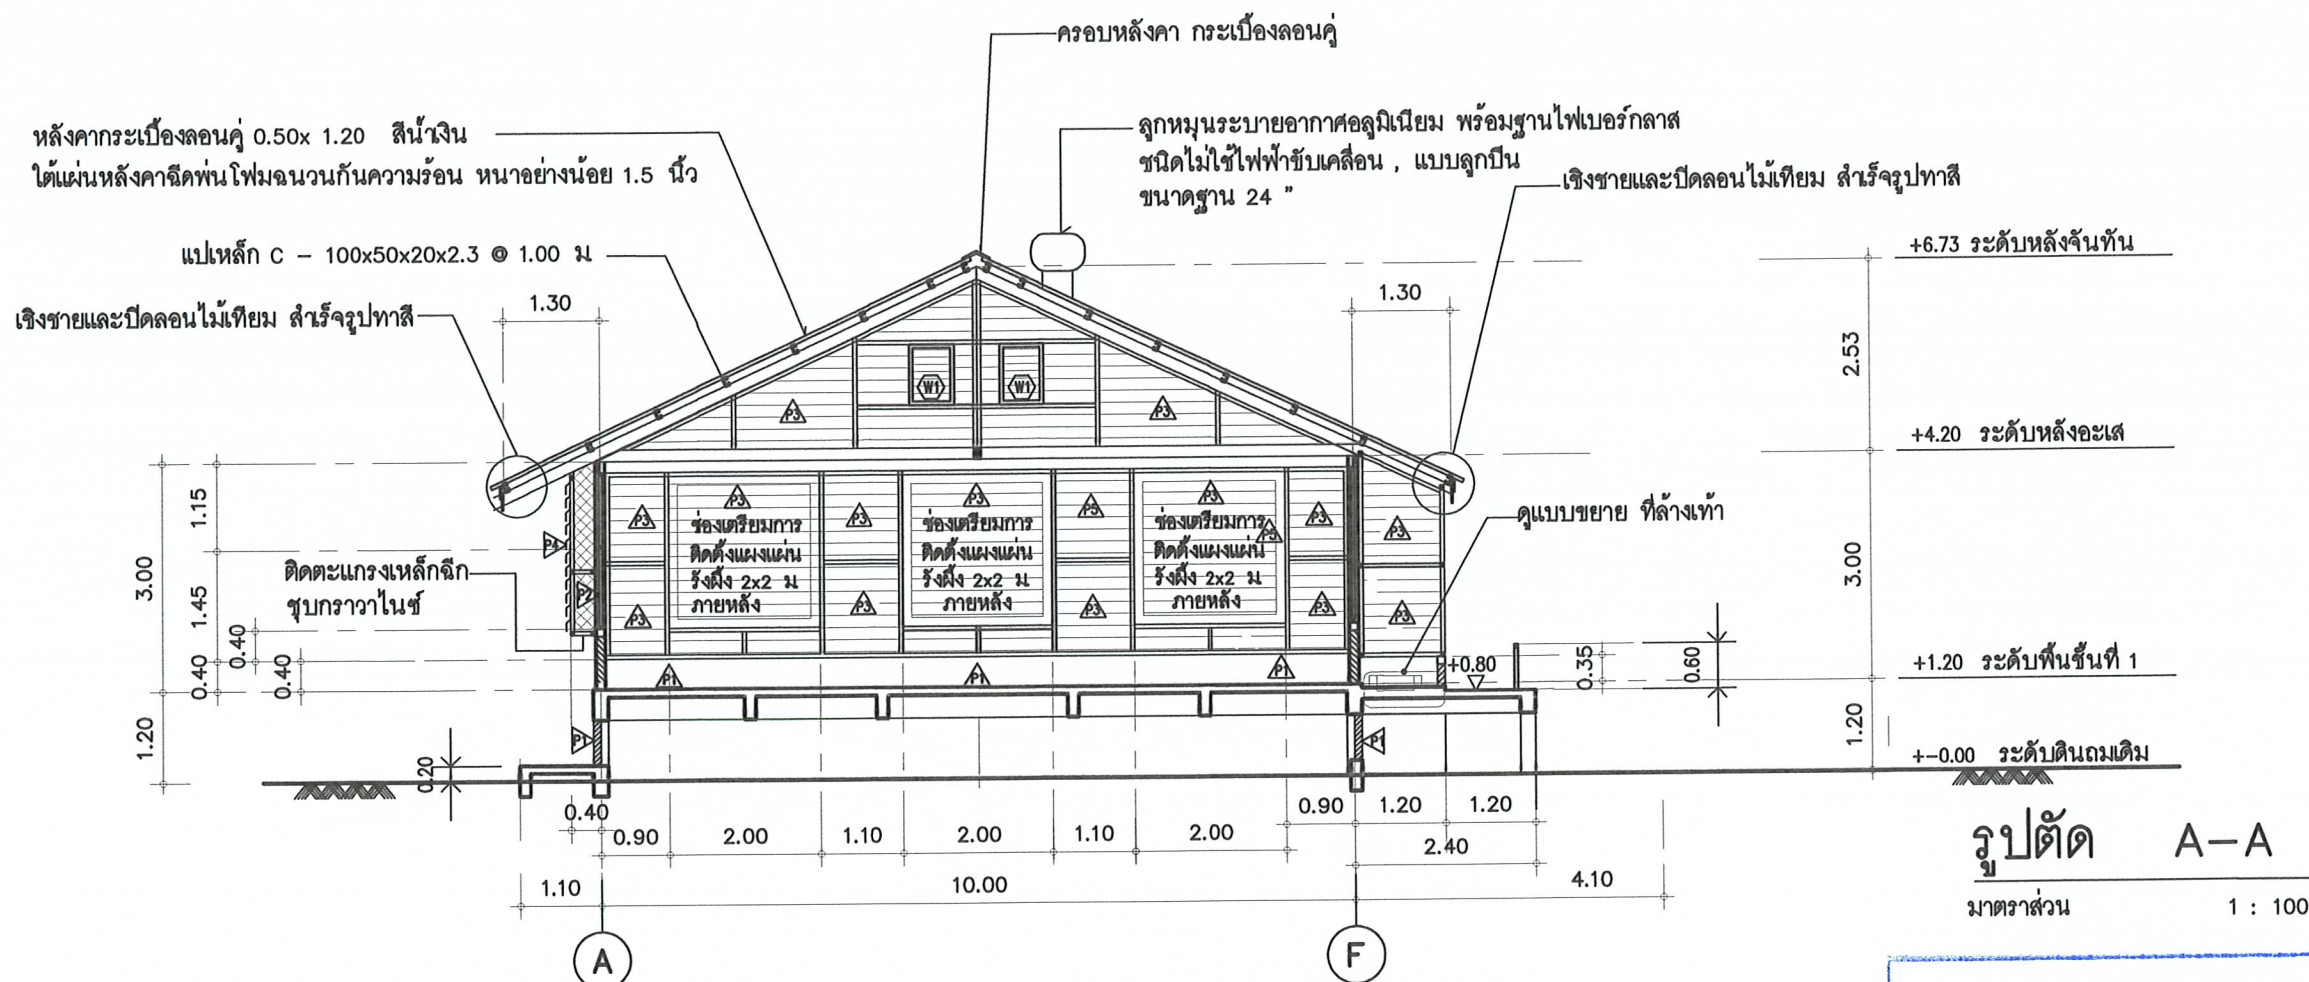 ครอบหลังคา กระเบื้องลอนคู่
หลังคากระเบื้องลอนคู่ 0.50x 1.20 สีน้ำเงิน
ใต้แผ่นหลังคาฉีดพ่นโฟมฉนวนกันความร้อน หนาอย่างน้อย 1.5 นิ้ว
ลูกหมุนระบายอากาศอลูมิเนียม พร้อมฐานไฟเบอร์กลาส
ชนิดไม่ใช้ไฟฟ้าขับเคลื่อน , แบบลูกปืน
ขนาดฐาน 24 "
เชิงชายและปิดลอนไม้เทียม สำเร็จรูปทาสี
แปเหล็ก C - 100x50x20x2.3 @ 1.00 ม
เชิงชายและปิดลอนไม้เทียม สำเร็จรูปทาสี
+6.73 ระดับหลังจันทัน
1.30
1.30
2.53
W1
W1
P3
P3
+4.20 ระดับหลังอะเส
1.15
3.00
1.45
0.40
0.40
0.40
1.20
0.20
P4
P2
ติดตะแกรงเหล็กฉีก
ชุบกราวาไนซ์
P3
P3
P3
ช่องเตรียมการ
ติดตั้งแผงแผ่น
รังผึ้ง 2x2 ม
ภายหลัง
P3
P3
P3
ช่องเตรียมการ
ติดตั้งแผงแผ่น
รังผึ้ง 2x2 ม
ภายหลัง
P5
P3
P3
ช่องเตรียมการ
P5
ติดตั้งแผงแผ่น
รังผึ้ง 2x2 ม
ภายหลัง
P3
P3
P3
P3
ดูแบบขยาย ที่ล้างเท้า
3.00
P1
P1
P1
+0.80
0.35
0.60
+1.20 ระดับพื้นชั้นที่ 1
P1
P1
1.20
+-0.00 ระดับดินถมเดิม
0.40
0.90
2.00
1.10
2.00
1.10
2.00
0.90
1.20
1.20
2.40
1.10
10.00
4.10
A
F
รูปตัด A-A
มาตราส่วน 1 : 100